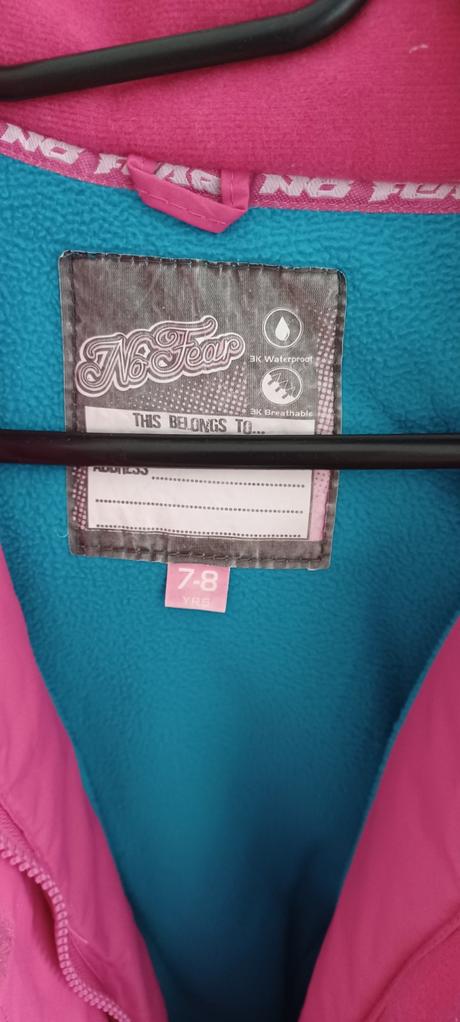 NO FEAR NO FEAR
No Fear
3K Waterproof
3K Breathable
THIS BELONGS TO...
ADDRESS
7-8
YRS